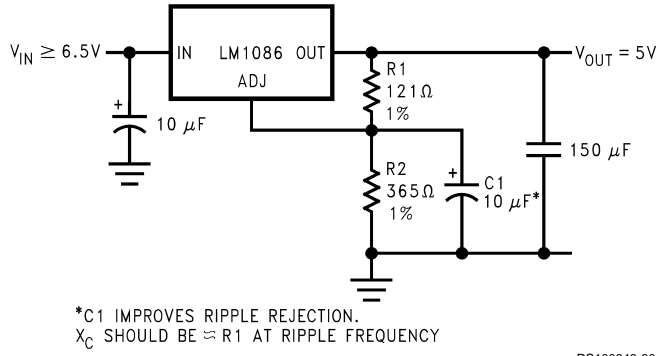 V_IN ≥ 6.5V
IN LM1086 OUT
ADJ
V_OUT = 5V
R1
121Ω
1%
+
10 μF
R2
365Ω
1%
+
C1
10 μF*
150 μF
*C1 IMPROVES RIPPLE REJECTION.
X_C SHOULD BE ≂ R1 AT RIPPLE FREQUENCY